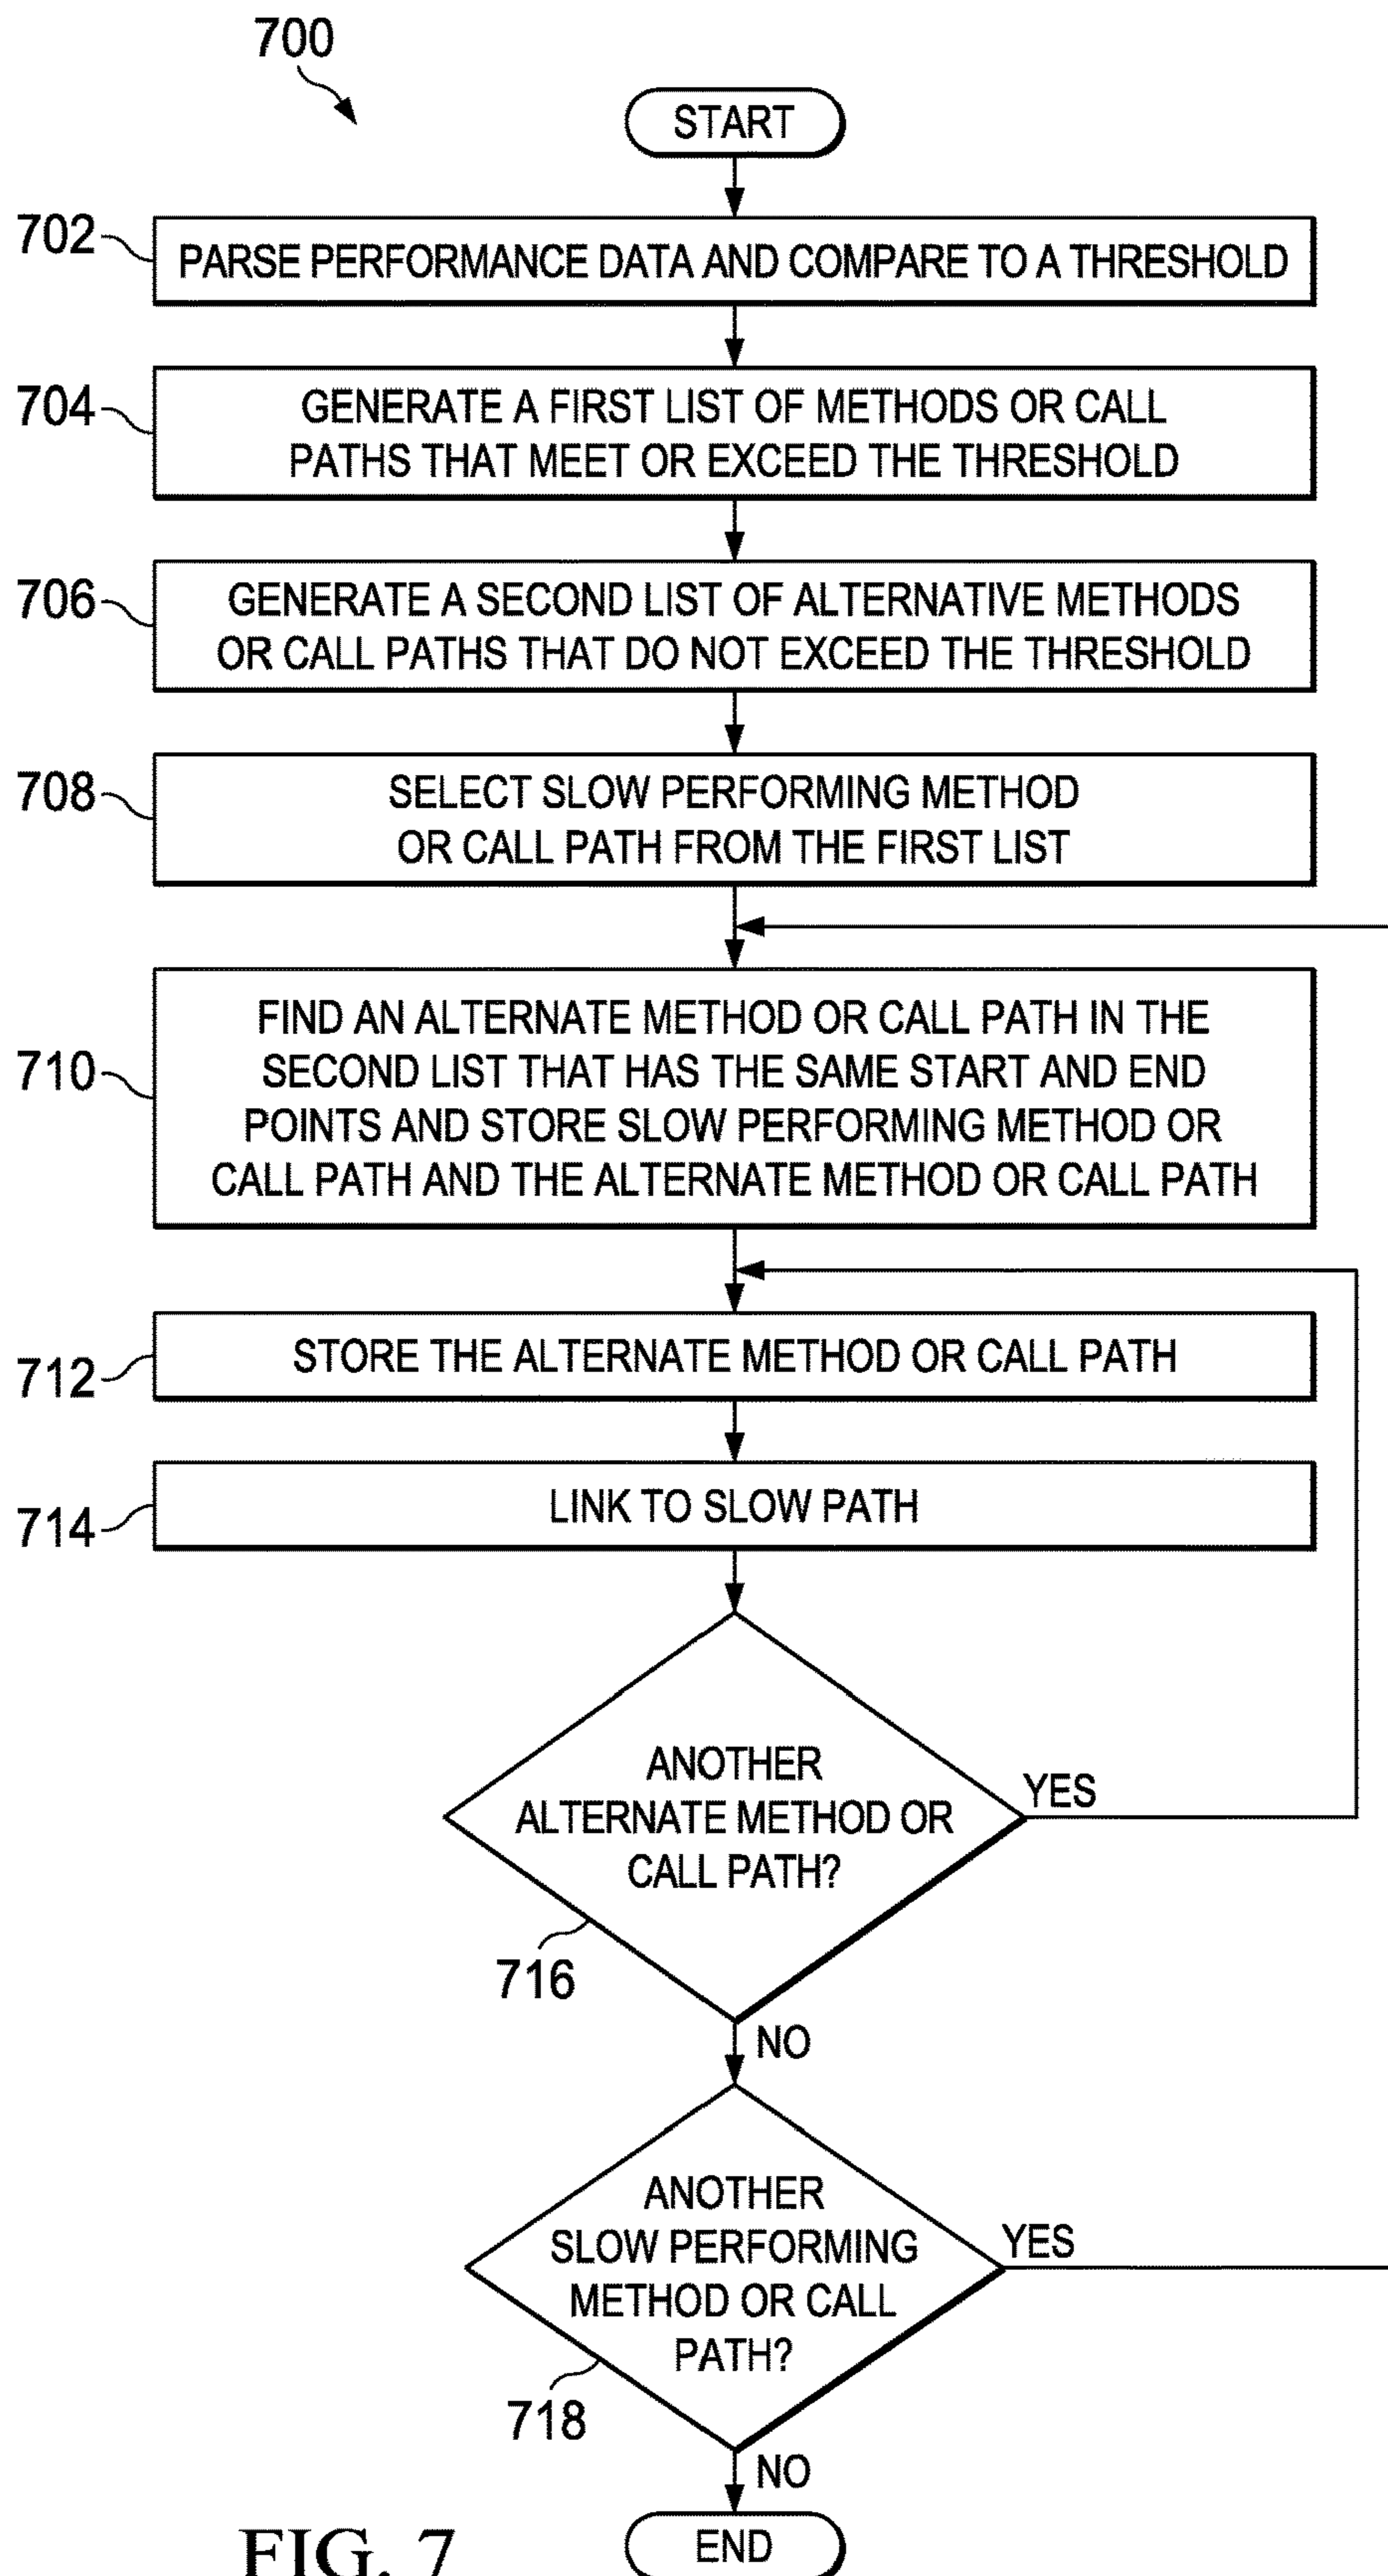 700
START
702
PARSE PERFORMANCE DATA AND COMPARE TO A THRESHOLD
704
GENERATE A FIRST LIST OF METHODS OR CALL
PATHS THAT MEET OR EXCEED THE THRESHOLD
706
GENERATE A SECOND LIST OF ALTERNATIVE METHODS
OR CALL PATHS THAT DO NOT EXCEED THE THRESHOLD
708
SELECT SLOW PERFORMING METHOD
OR CALL PATH FROM THE FIRST LIST
710
FIND AN ALTERNATE METHOD OR CALL PATH IN THE
SECOND LIST THAT HAS THE SAME START AND END
POINTS AND STORE SLOW PERFORMING METHOD OR
CALL PATH AND THE ALTERNATE METHOD OR CALL PATH
712
STORE THE ALTERNATE METHOD OR CALL PATH
714
LINK TO SLOW PATH
ANOTHER
ALTERNATE METHOD OR
CALL PATH?
YES
716
NO
ANOTHER
SLOW PERFORMING
METHOD OR CALL
PATH?
YES
718
NO
END
FIG. 7